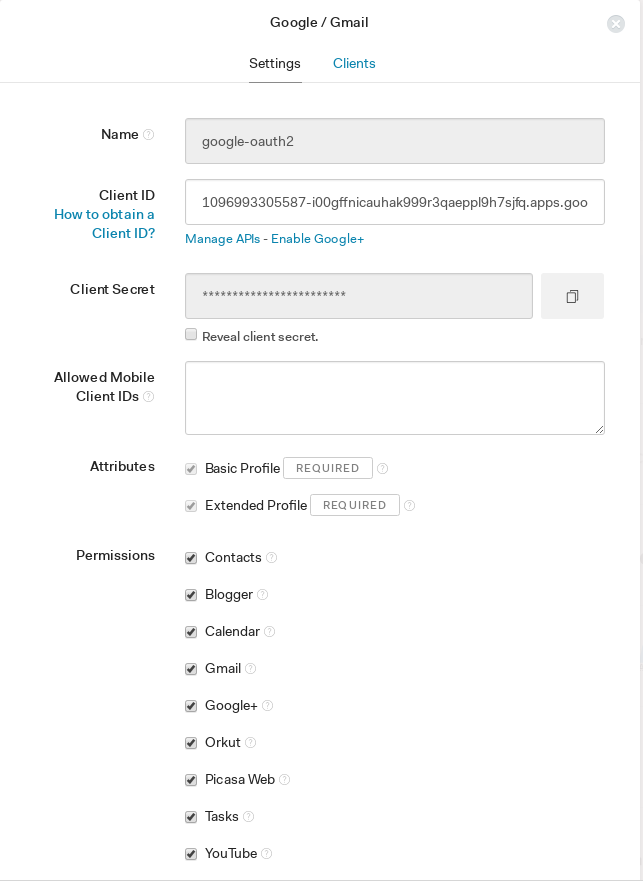 Google / Gmail
Settings Clients
Name
google-oauth2
Client ID
How to obtain a
Client ID?
1096993305587-i00gffnicauhak999r3qaeppl9h7sjfq.apps.goo
Manage APIs - Enable Google+
Client Secret
************************
Reveal client secret.
Allowed Mobile
Client IDs
Attributes
Basic Profile REQUIRED
Extended Profile REQUIRED
Permissions
Contacts
Blogger
Calendar
Gmail
Google+
Orkut
Picasa Web
Tasks
YouTube